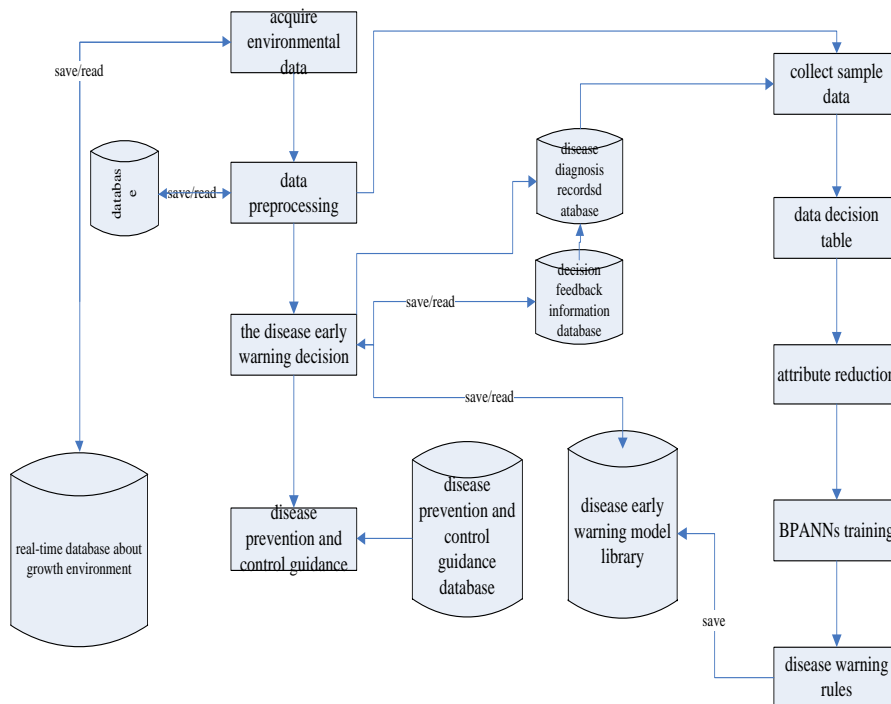 acquire
environmental
data
save/read
collect sample
data
disease
diagnosis
recordsd
atabase
databas
e
save/read
data
preprocessing
data decision
table
decision
feedback
information
database
save/read
the disease early
warning decision
attribute reduction
save/read
disease
prevention and
control guidance
disease
prevention and
control
guidance
database
disease early
warning model
library
real-time database about
growth environment
BPANNs training
save
disease warning
rules